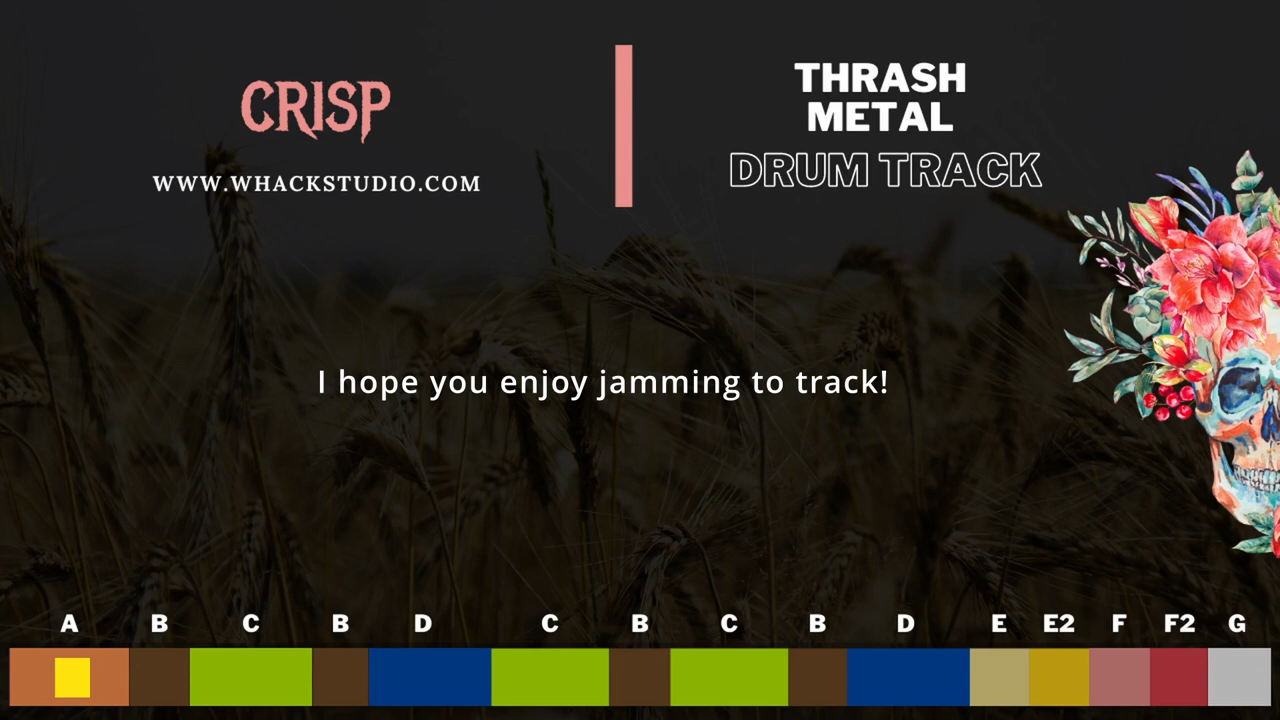 CRISP
WWW.WHACKSTUDIO.COM
THRASH
METAL
DRUM TRACK
I hope you enjoy jamming to track!
A B C B D C B C B D E E2 F F2 G